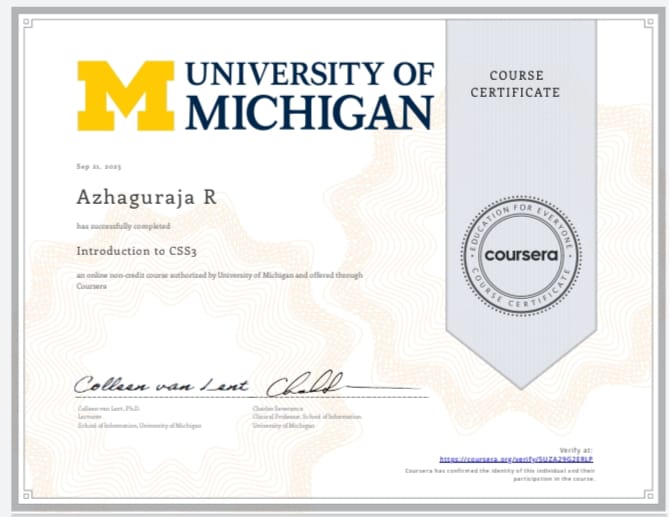 UNIVERSITY OF
MICHIGAN
COURSE
CERTIFICATE
Sep 21, 2025
Azhaguraja R
has successfully completed
Introduction to CSS3
an online non-credit course authorized by University of Michigan and offered through
Coursera
EDUCATION FOR EVERYONE
coursera
COURSE CERTIFICATE
Colleen van Lent
Colleen van Lent, Ph.D.
Lecturer
School of Information, University of Michigan
Charles Severance
Clinical Professor, School of Information
University of Michigan
Verify at:
https://coursera.org/verify/SUZA29G2ERLP
Coursera has confirmed the identity of this individual and their
participation in the course.